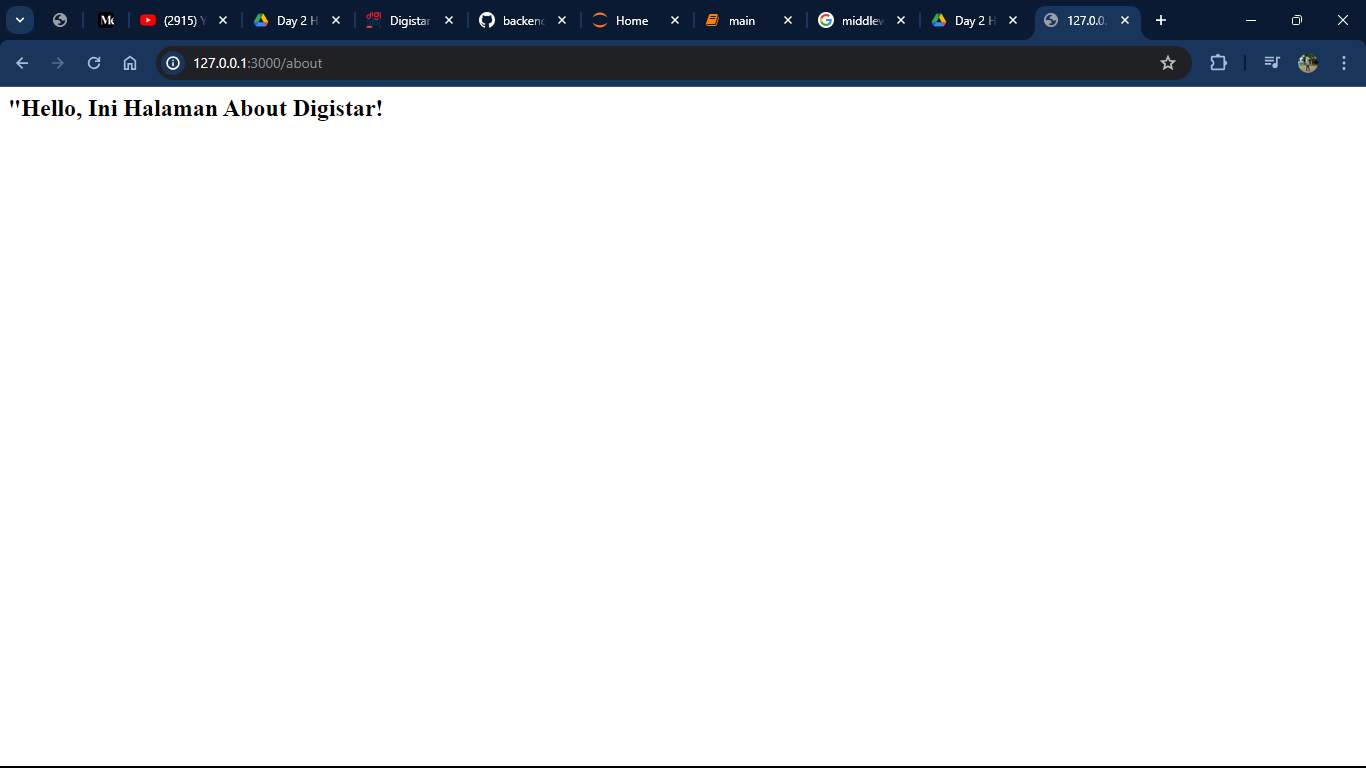 (2915) Y
Day 2 H
Digistar
backend
Home
main
middlew
Day 2 H
127.0.0.
127.0.0.1:3000/about
"Hello, Ini Halaman About Digistar!